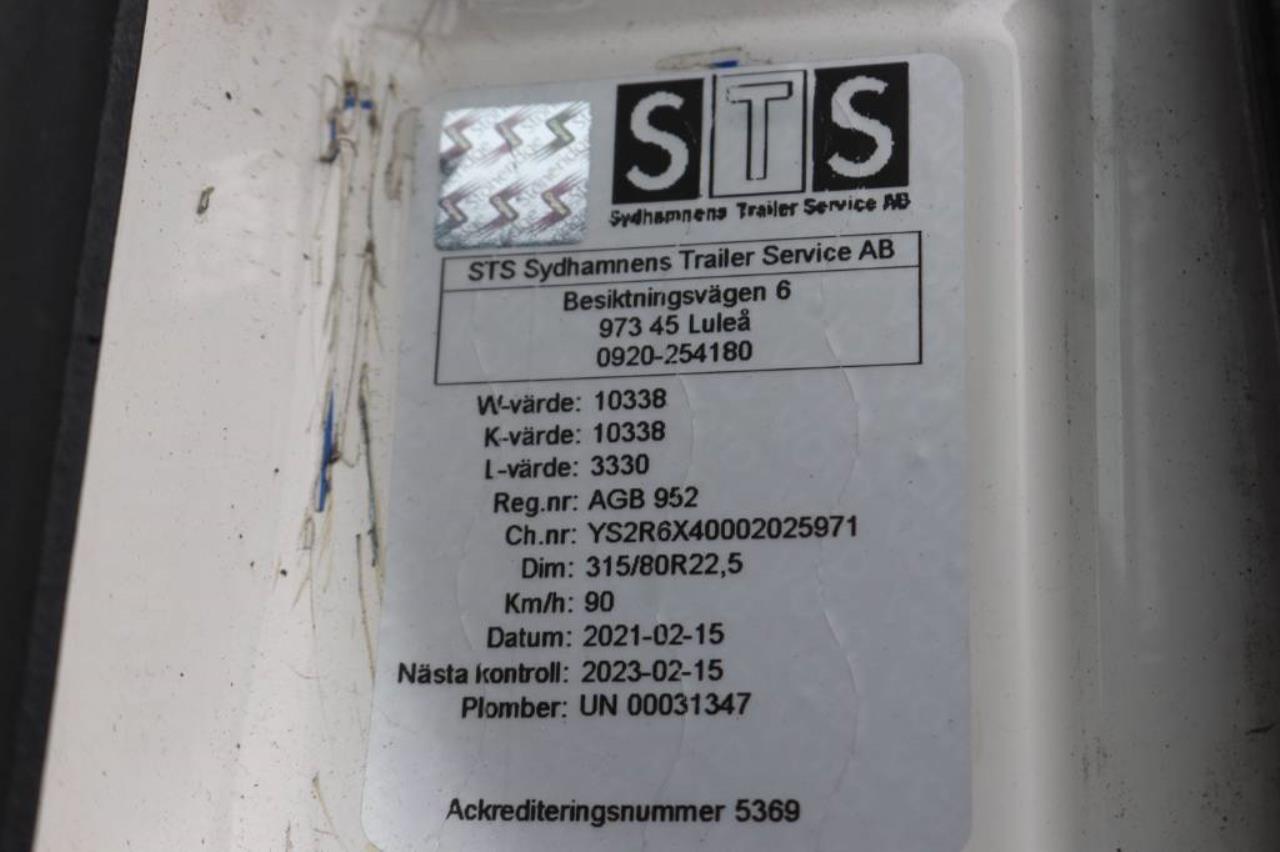 STS
Sydhamnens Trailer Service AB
STS Sydhamnens Trailer Service AB
Besiktningsvägen 6
973 45 Luleå
0920-254180
W-värde: 10338
K-värde: 10338
L-värde: 3330
Reg.nr: AGB 952
Ch.nr: YS2R6X40002025971
Dim: 315/80R22,5
Km/h: 90
Datum: 2021-02-15
Nästa kontroll: 2023-02-15
Plomber: UN 00031347
Ackrediteringsnummer 5369